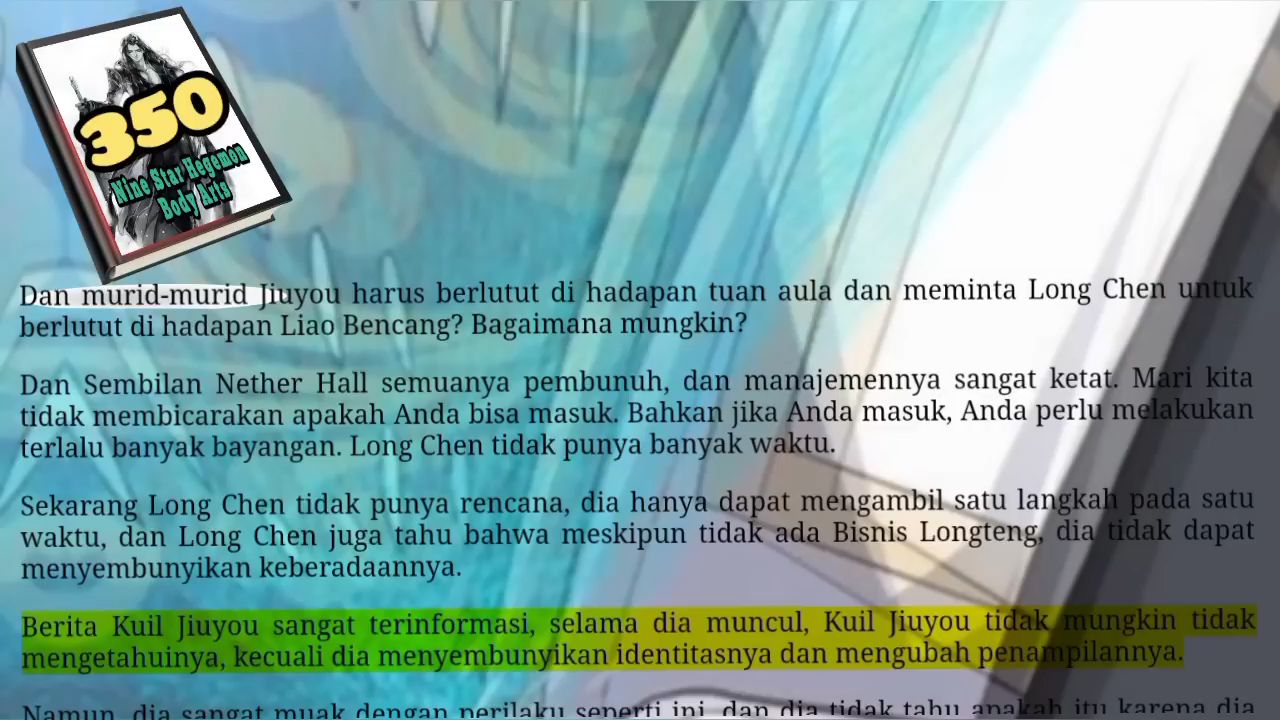 350
Nine Star Hegemon
Body Arts
Dan murid-murid Jiuyou harus berlutut di hadapan tuan aula dan meminta Long Chen untuk
berlutut di hadapan Liao Bencang? Bagaimana mungkin?
Dan Sembilan Nether Hall semuanya pembunuh, dan manajemennya sangat ketat. Mari kita
tidak membicarakan apakah Anda bisa masuk. Bahkan jika Anda masuk, Anda perlu melakukan
terlalu banyak bayangan. Long Chen tidak punya banyak waktu.
Sekarang Long Chen tidak punya rencana, dia hanya dapat mengambil satu langkah pada satu
waktu, dan Long Chen juga tahu bahwa meskipun tidak ada Bisnis Longteng, dia tidak dapat
menyembunyikan keberadaannya.
Berita Kuil Jiuyou sangat terinformasi, selama dia muncul, Kuil Jiuyou tidak mungkin tidak
mengetahuinya, kecuali dia menyembunyikan identitasnya dan mengubah penampilannya.
Namun, dia sangat muak dengan perilaku seperti ini, dan dia tidak tahu apakah itu karena dia